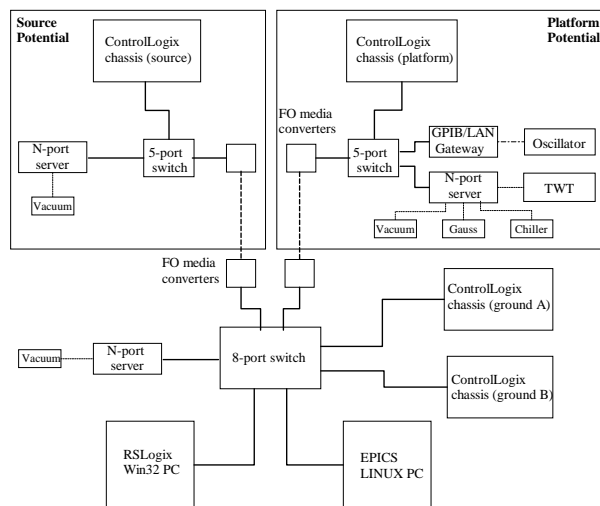 Source
Potential
ControlLogix
chassis (source)
N-port
server
5-port
switch
Vacuum
Platform
Potential
ControlLogix
chassis (platform)
FO media
converters
5-port
switch
GPIB/LAN
Gateway
Oscillator
N-port
server
TWT
Vacuum
Gauss
Chiller
FO media
converters
ControlLogix
chassis (ground A)
Vacuum
N-port
server
8-port switch
ControlLogix
chassis (ground B)
RSLogix
Win32 PC
EPICS
LINUX PC